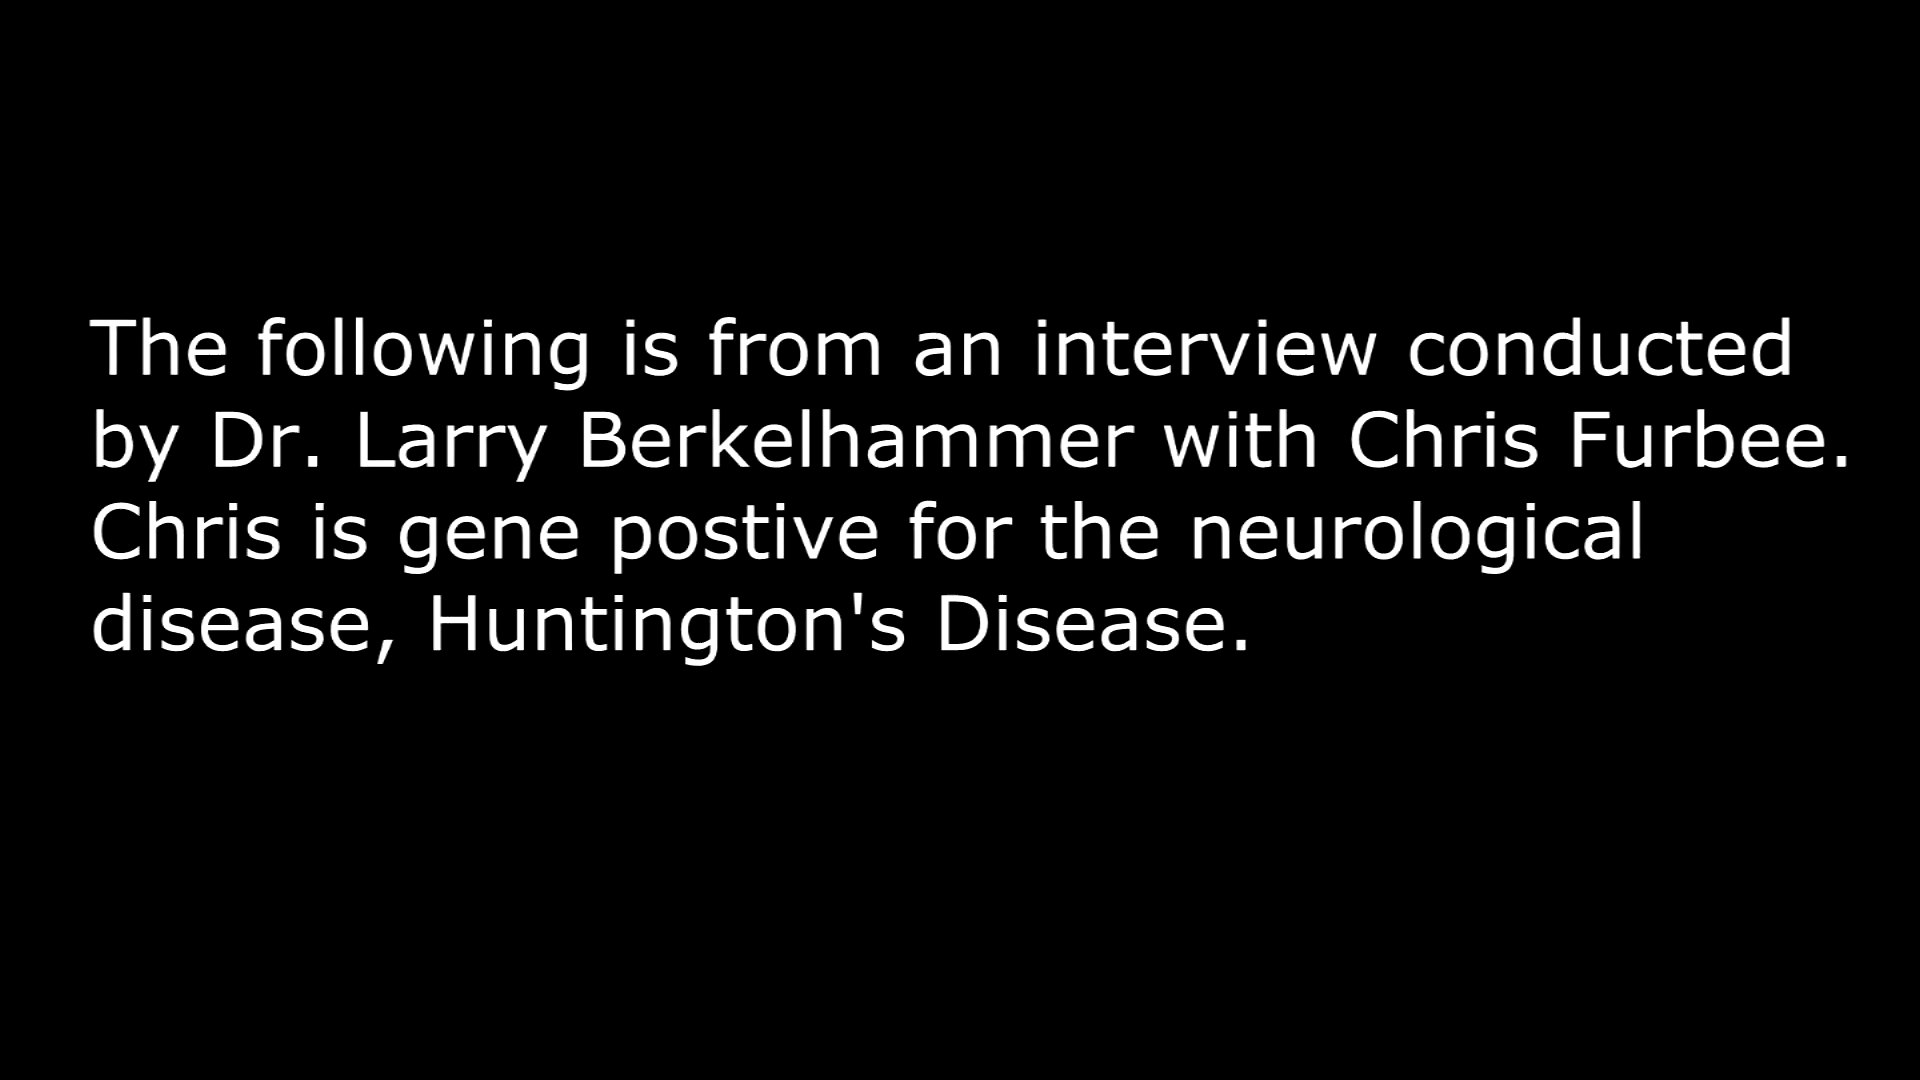 The following is from an interview conducted
by Dr. Larry Berkelhammer with Chris Furbee.
Chris is gene postive for the neurological
disease, Huntington's Disease.